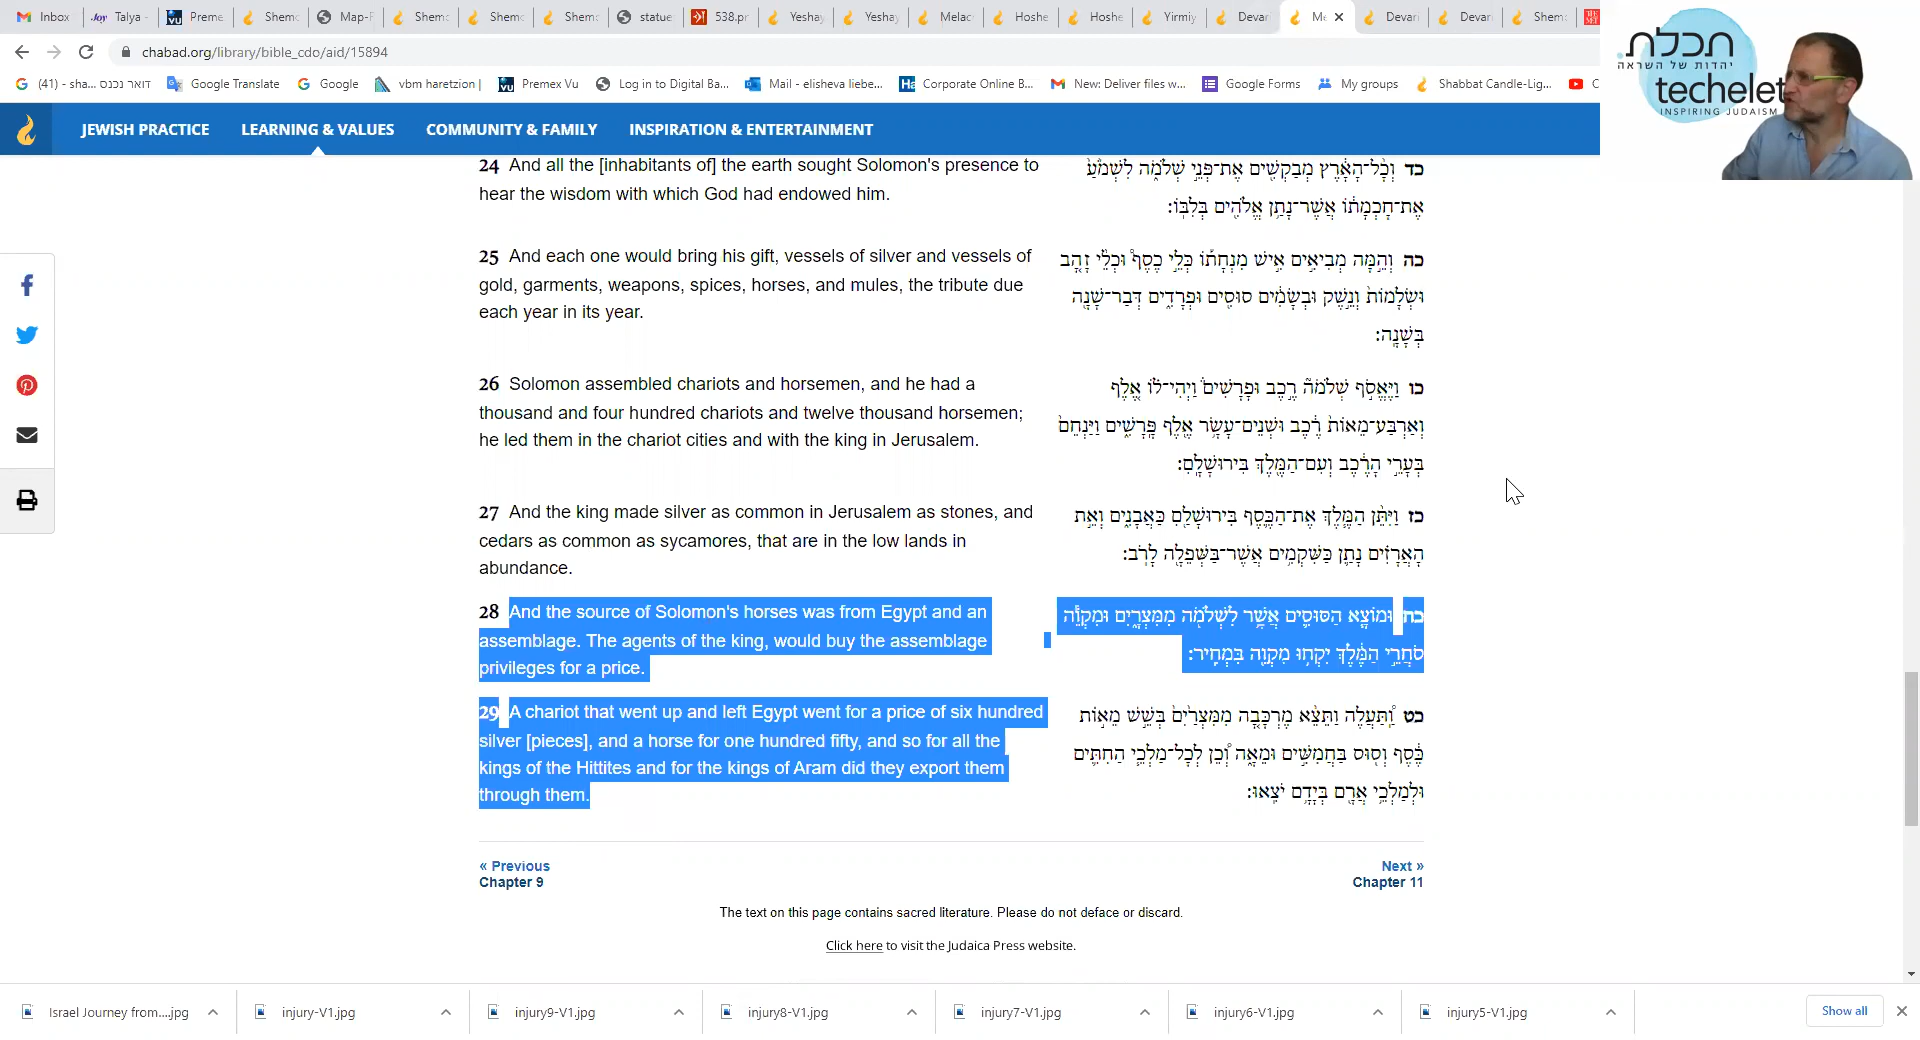 Inbox
Joy Talya -
Preme
Shemo
Map-F
Shemo
Shemo
Shemo
statue
538.pr
Yeshay
Yeshay
Melac
Hoshe
Hoshe
Yirmiy
Devari
Me
Devari
Devari
Shemo
chabad.org/library/bible_cdo/aid/15894
(41) - sha... דואר נכנס
Google Translate
Google
vbm haretzion |
Premex Vu
Log in to Digital Ba...
Mail - elisheva liebe...
Corporate Online B...
New: Deliver files w...
Google Forms
My groups
Shabbat Candle-Lig...
תכלת
יהדות של השראה
techelet
INSPIRING JUDAISM
JEWISH PRACTICE
LEARNING & VALUES
COMMUNITY & FAMILY
INSPIRATION & ENTERTAINMENT
24 And all the [inhabitants of] the earth sought Solomon's presence to
hear the wisdom with which God had endowed him.
כד וְכָ֨ל־הָאָ֔רֶץ מְבַקְשִׁ֖ים אֶת־פְּנֵ֣י שְׁלֹמֹ֑ה לִשְׁמֹ֙עַ֙
אֶת־חָכְמָת֔וֹ אֲשֶׁר־נָתַ֥ן אֱלֹהִ֖ים בְּלִבּֽוֹ:
25 And each one would bring his gift, vessels of silver and vessels of
gold, garments, weapons, spices, horses, and mules, the tribute due
each year in its year.
כה וְהֵ֣מָּה מְבִיאִ֣ים אִ֣ישׁ מִנְחָת֡וֹ כְּלֵ֣י כֶסֶף֩ וּכְלֵ֨י זָהָ֤ב
וּשְׂלָמוֹת֙ וְנֵ֣שֶׁק וּבְשָׂמִ֔ים סוּסִ֖ים וּפְרָדִ֑ים דְּבַר־שָׁנָ֖ה
בְּשָׁנָֽה:
26 Solomon assembled chariots and horsemen, and he had a
thousand and four hundred chariots and twelve thousand horsemen;
he led them in the chariot cities and with the king in Jerusalem.
כו וַיֶּאֱסֹ֣ף שְׁלֹמֹה֮ רֶ֣כֶב וּפָרָשִׁים֒ וַיְהִי־ל֗וֹ אֶ֤לֶף
וְאַרְבַּע־מֵאוֹת֙ רֶ֔כֶב וּשְׁנֵים־עָשָׂ֥ר אֶ֖לֶף פָּֽרָשִׁ֑ים וַיַּנְחֵם֙
בְּעָרֵ֣י הָרֶ֔כֶב וְעִם־הַמֶּ֖לֶךְ בִּירוּשָׁלָֽם:
27 And the king made silver as common in Jerusalem as stones, and
cedars as common as sycamores, that are in the low lands in
abundance.
כז וַיִּתֵּ֨ן הַמֶּ֧לֶךְ אֶת־הַכֶּ֛סֶף בִּירוּשָׁלַ֖ם כָּאֲבָנִ֑ים וְאֵ֣ת
הָאֲרָזִ֗ים נָתַ֛ן כַּשִּׁקְמִ֥ים אֲשֶׁר־בַּשְּׁפֵלָ֖ה לָרֹֽב:
28 And the source of Solomon's horses was from Egypt and an
assemblage. The agents of the king, would buy the assemblage
privileges for a price.
כח וּמוֹצָ֧א הַסּוּסִ֛ים אֲשֶׁ֥ר לִשְׁלֹמֹ֖ה מִמִּצְרָ֑יִם וּמִקְוֵ֕ה
סֹחֲרֵ֣י הַמֶּ֔לֶךְ יִקְח֥וּ מִקְוֵ֖ה בִּמְחִֽיר:
29 A chariot that went up and left Egypt went for a price of six hundred
silver [pieces], and a horse for one hundred fifty, and so for all the
kings of the Hittites and for the kings of Aram did they export them
through them.
כט וַֽ֠תַּעֲלֶה וַתֵּצֵ֨א מֶרְכָּבָ֤ה מִמִּצְרַ֙יִם֙ בְּשֵׁ֣שׁ מֵא֣וֹת
כֶּ֔סֶף וְס֖וּס בַּחֲמִשִּׁ֣ים וּמֵאָ֑ה וְ֠כֵן לְכָל־מַלְכֵ֧י הַחִתִּ֛ים
וּלְמַלְכֵ֥י אֲרָ֖ם בְּיָדָ֥ם יֹצִֽאוּ:
« Previous
Chapter 9
Next »
Chapter 11
The text on this page contains sacred literature. Please do not deface or discard.
Click here to visit the Judaica Press website.
Israel Journey from....jpg
injury-V1.jpg
injury9-V1.jpg
injury8-V1.jpg
injury7-V1.jpg
injury6-V1.jpg
injury5-V1.jpg
Show all